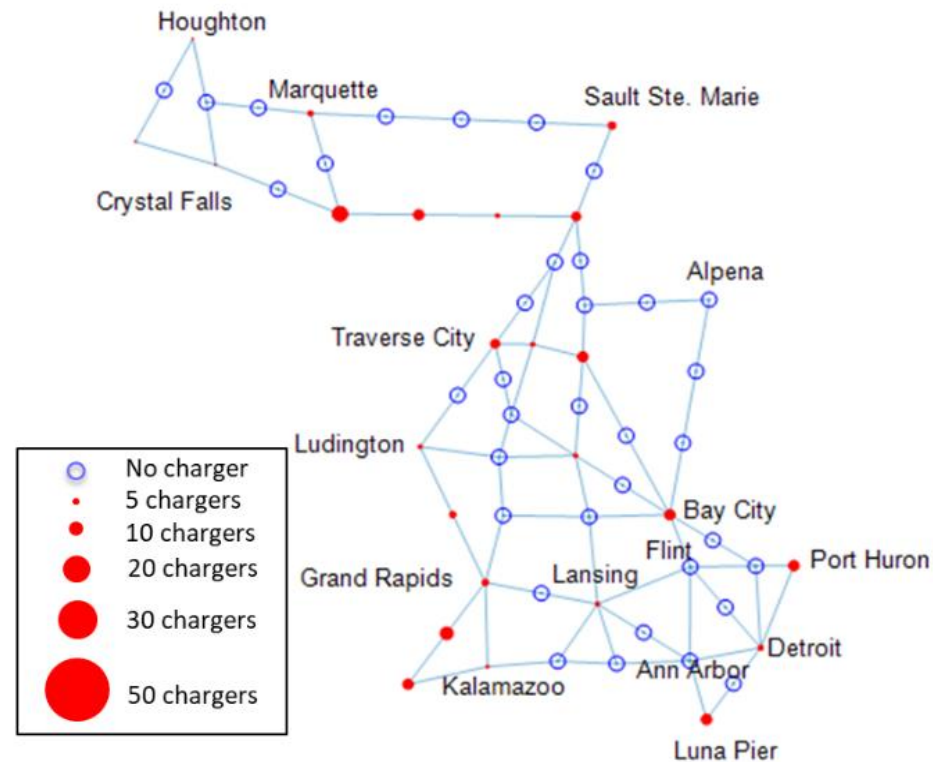 Houghton
Marquette
Sault Ste. Marie
Crystal Falls
Alpena
Traverse City
Ludington
No charger
5 chargers
10 chargers
20 chargers
30 chargers
50 chargers
Bay City
Flint
Port Huron
Grand Rapids
Lansing
Detroit
Ann Arbor
Kalamazoo
Luna Pier